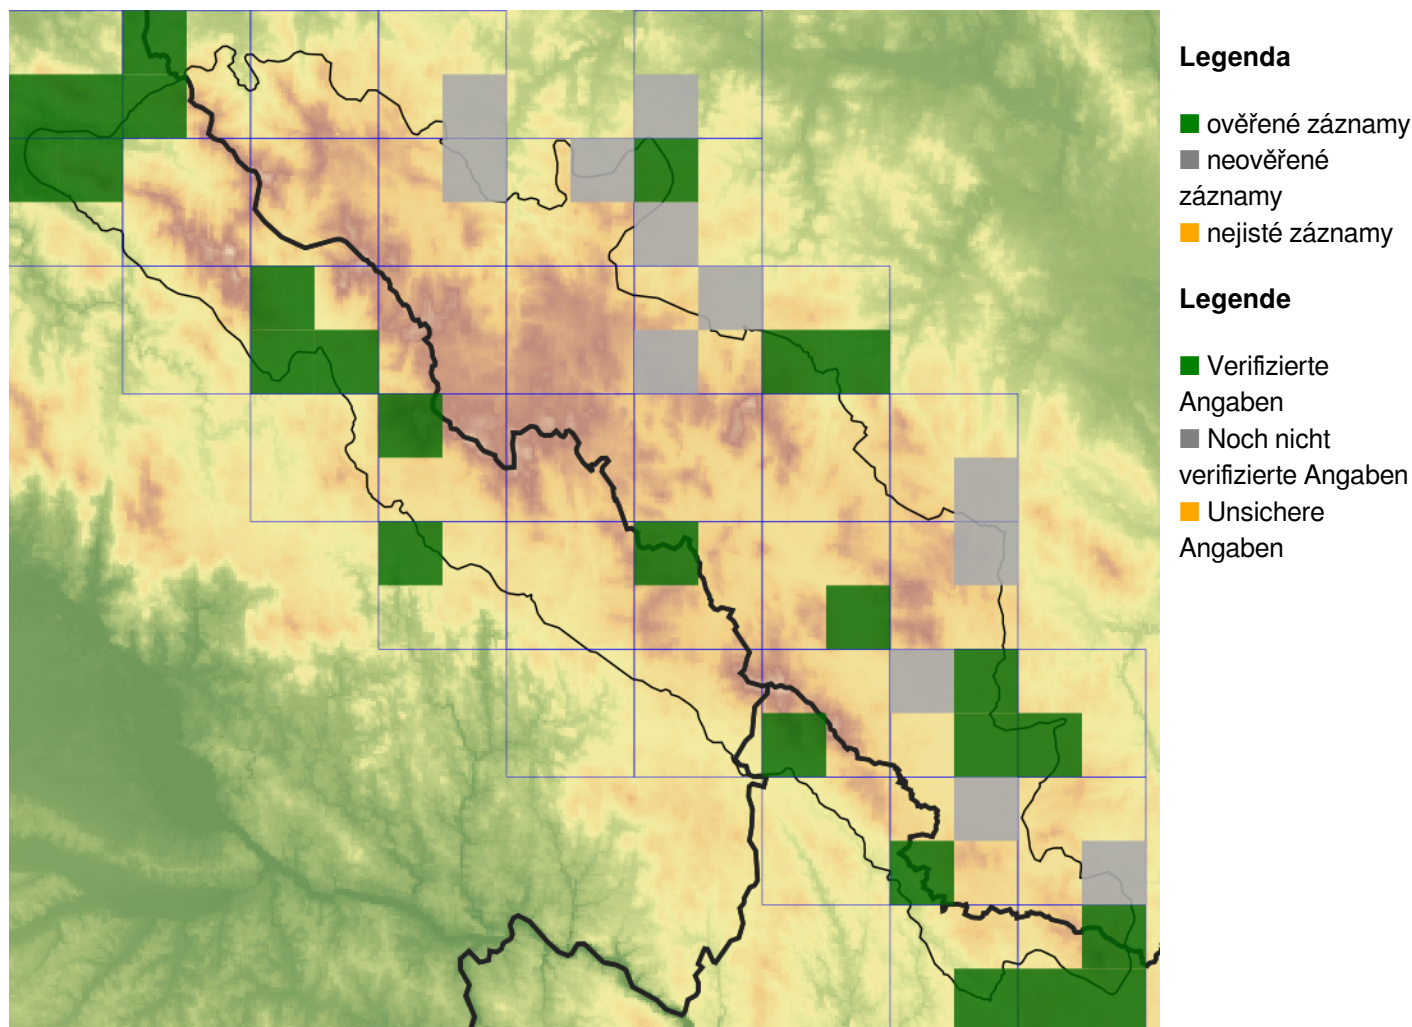 Legenda
ověřené záznamy
neověřené
záznamy
nejisté záznamy
Legende
Verifizierte
Angaben
Noch nicht
verifizierte Angaben
Unsichere
Angaben